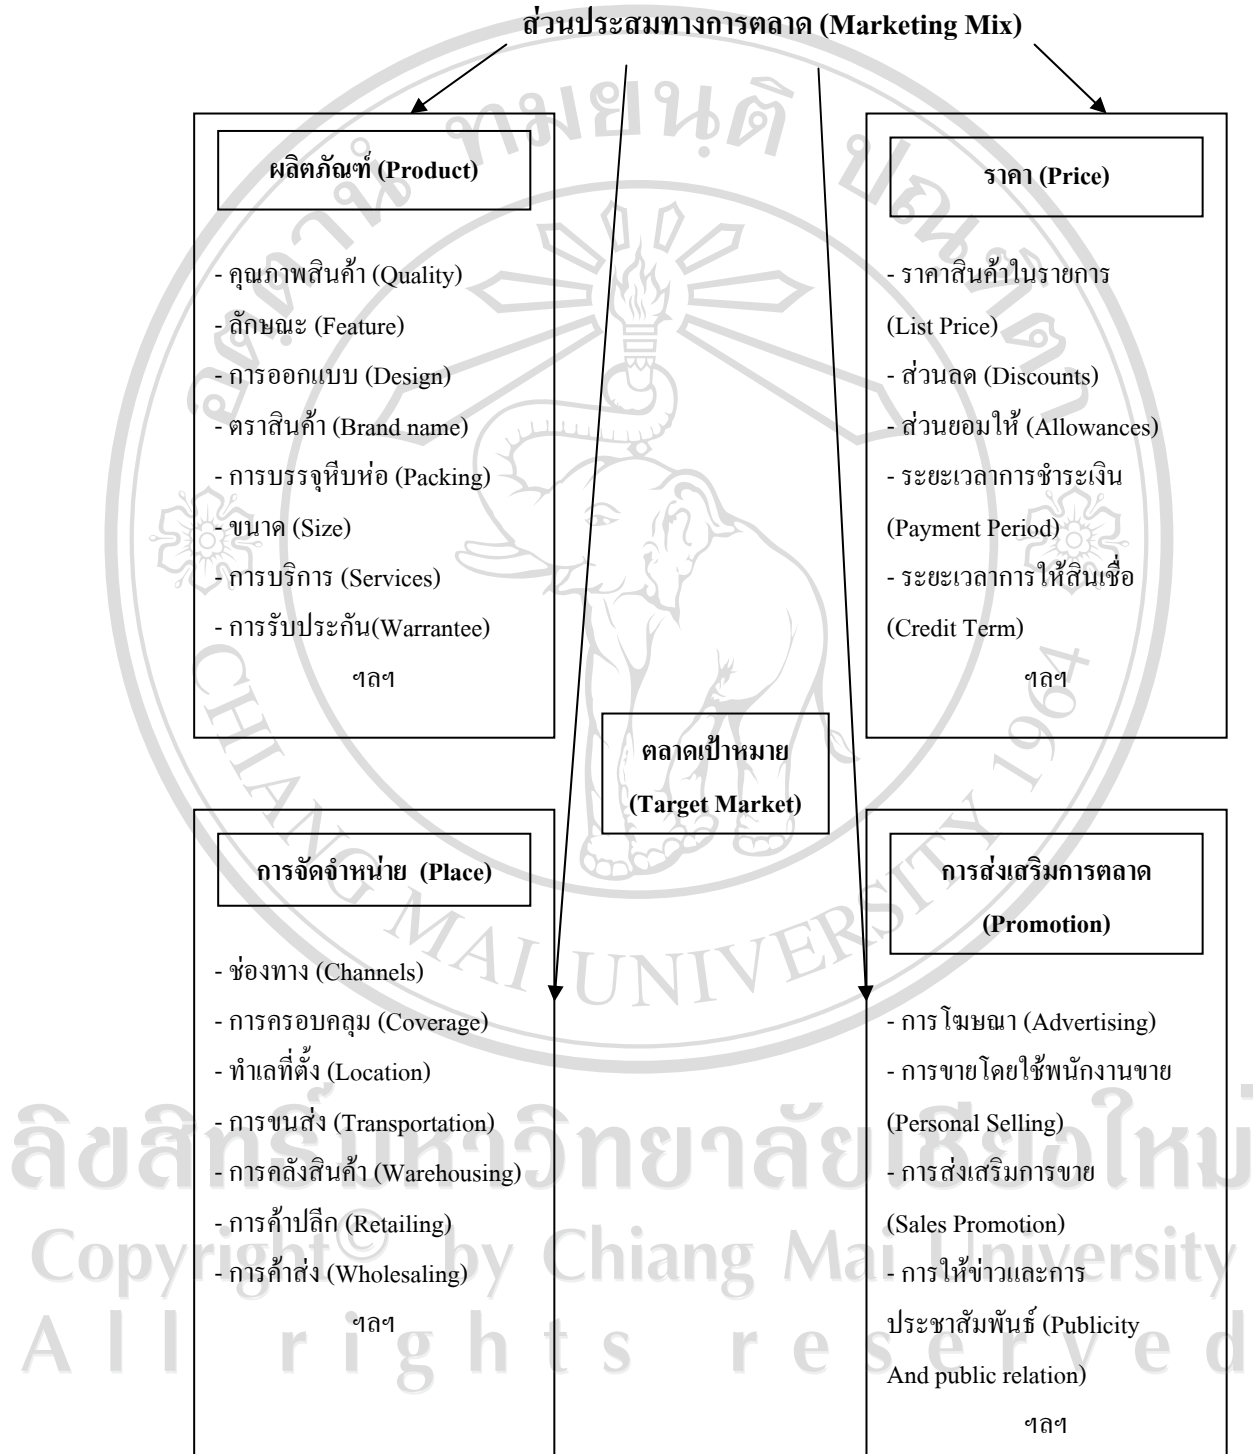 ส่วนประสมทางการตลาด (Marketing Mix)
ผลิตภัณฑ์ (Product)
- คุณภาพสินค้า (Quality)
- ลักษณะ (Feature)
- การออกแบบ (Design)
- ตราสินค้า (Brand name)
- การบรรจุหีบห่อ (Packing)
- ขนาด (Size)
- การบริการ (Services)
- การรับประกัน(Warrantee)
ฯลฯ
ราคา (Price)
- ราคาสินค้าในรายการ
(List Price)
- ส่วนลด (Discounts)
- ส่วนยอมให้ (Allowances)
- ระยะเวลาการชำระเงิน
(Payment Period)
- ระยะเวลาการให้สินเชื่อ
(Credit Term)
ฯลฯ
ตลาดเป้าหมาย
(Target Market)
การจัดจำหน่าย (Place)
- ช่องทาง (Channels)
- การครอบคลุม (Coverage)
- ทำเลที่ตั้ง (Location)
- การขนส่ง (Transportation)
- การคลังสินค้า (Warehousing)
- การค้าปลีก (Retailing)
- การค้าส่ง (Wholesaling)
ฯลฯ
การส่งเสริมการตลาด
(Promotion)
- การโฆษณา (Advertising)
- การขายโดยใช้พนักงานขาย
(Personal Selling)
- การส่งเสริมการขาย
(Sales Promotion)
- การให้ข่าวและการ
ประชาสัมพันธ์ (Publicity
And public relation)
ฯลฯ
อตฺตานํ ทมยนฺติ ปณฺฑิตา
CHIANG MAI UNIVERSITY 1964
ลิขสิทธิ์มหาวิทยาลัยเชียงใหม่
Copyright© by Chiang Mai University
All rights reserved